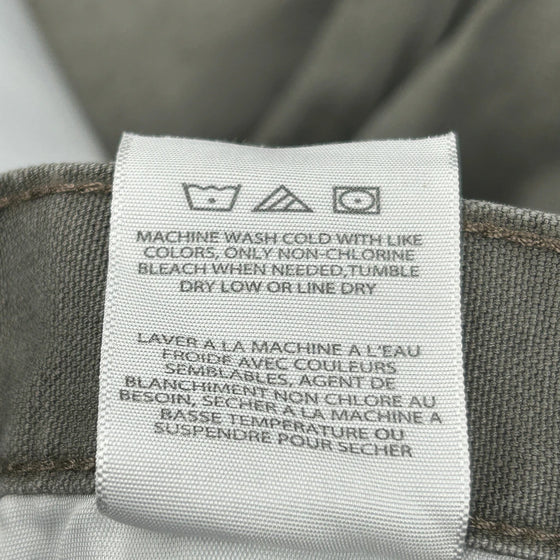 MACHINE WASH COLD WITH LIKE
COLORS, ONLY NON-CHLORINE
BLEACH WHEN NEEDED,TUMBLE
DRY LOW OR LINE DRY
LAVER A LA MACHINE A L'EAU
FROIDE AVEC COULEURS
SEMBLABLES, AGENT DE
BLANCHIMENT NON CHLORE AU
BESOIN, SECHER A LA MACHINE A
BASSE TEMPERATURE OU
SUSPENDRE POUR SECHER